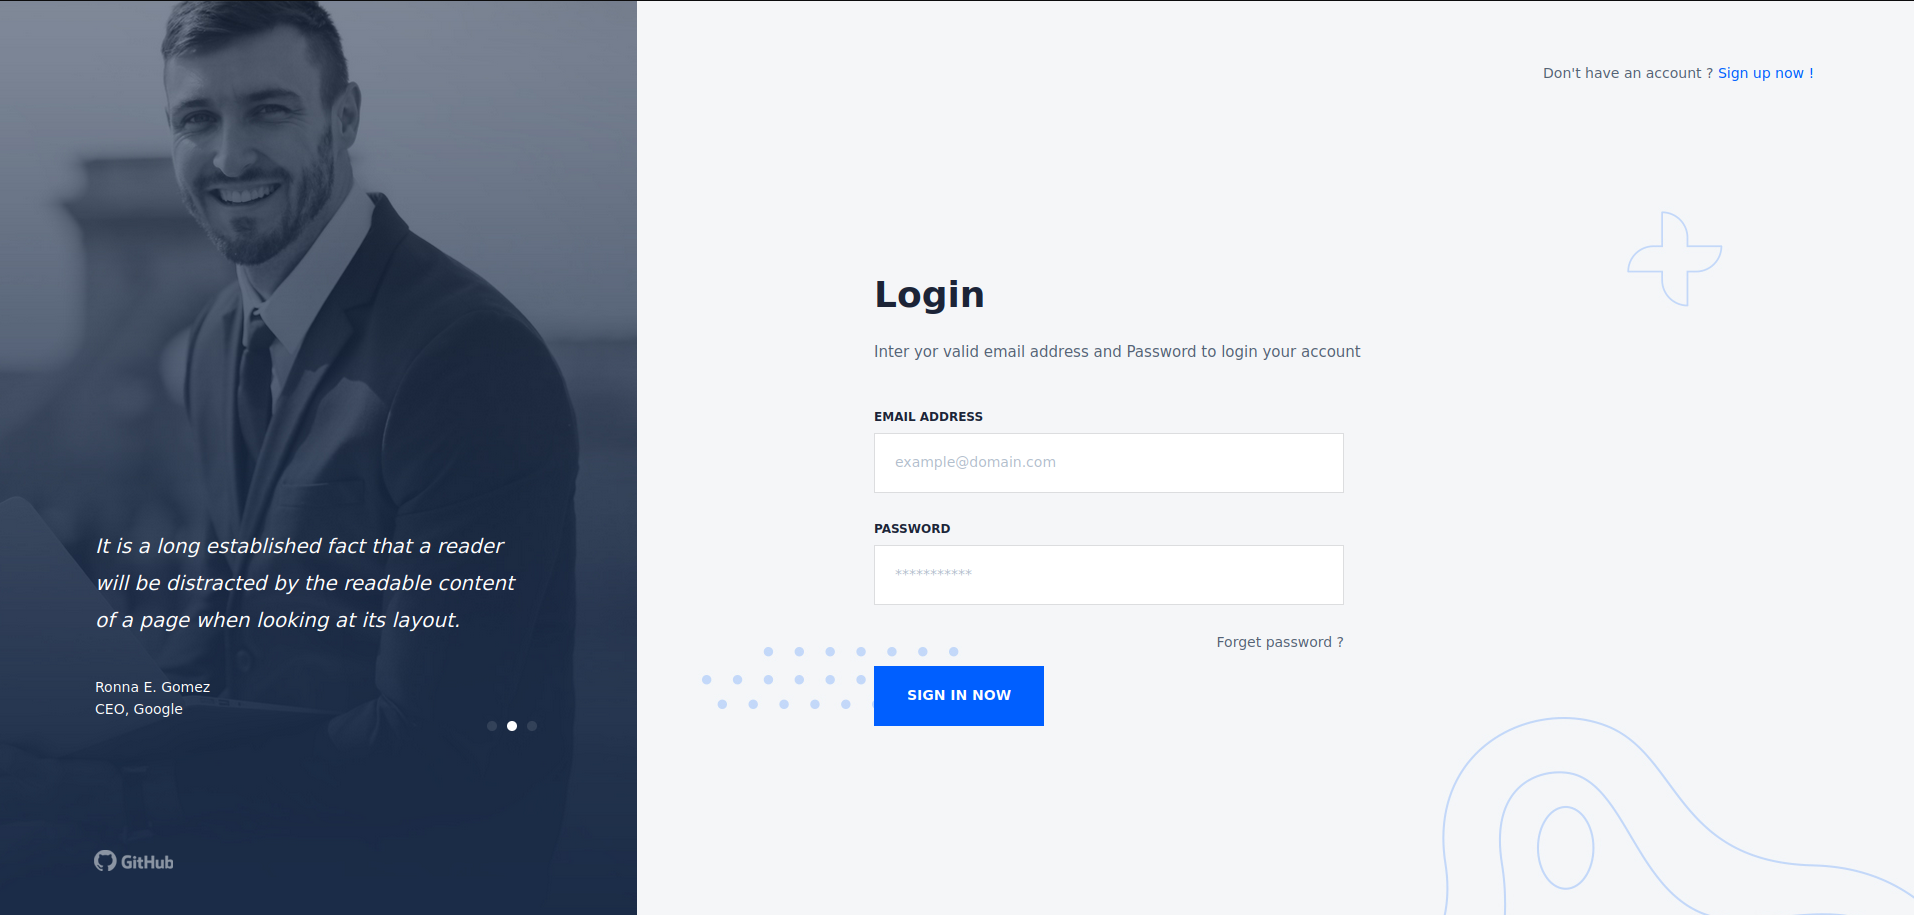 Don't have an account ? Sign up now !
Login
Inter yor valid email address and Password to login your account
EMAIL ADDRESS
example@domain.com
PASSWORD
***********
Forget password ?
SIGN IN NOW
It is a long established fact that a reader
will be distracted by the readable content
of a page when looking at its layout.
Ronna E. Gomez
CEO, Google
GitHub